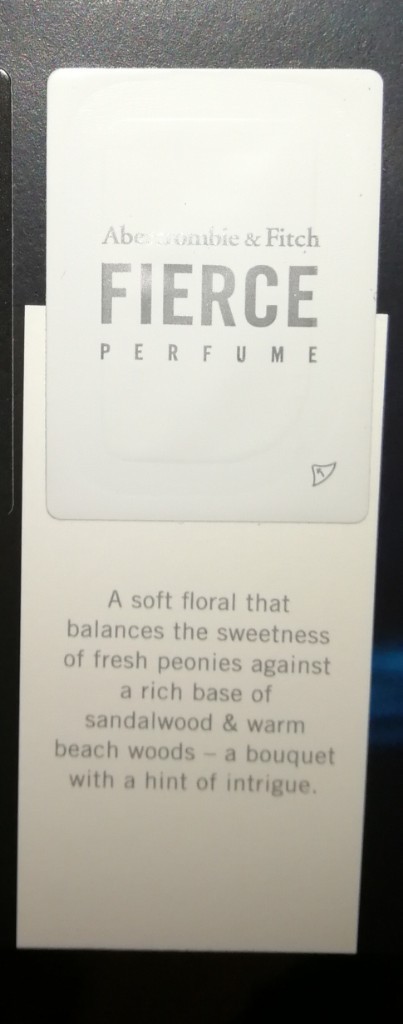 Abercrombie & Fitch
FIERCE
PERFUME
A soft floral that
balances the sweetness
of fresh peonies against
a rich base of
sandalwood & warm
beach woods – a bouquet
with a hint of intrigue.